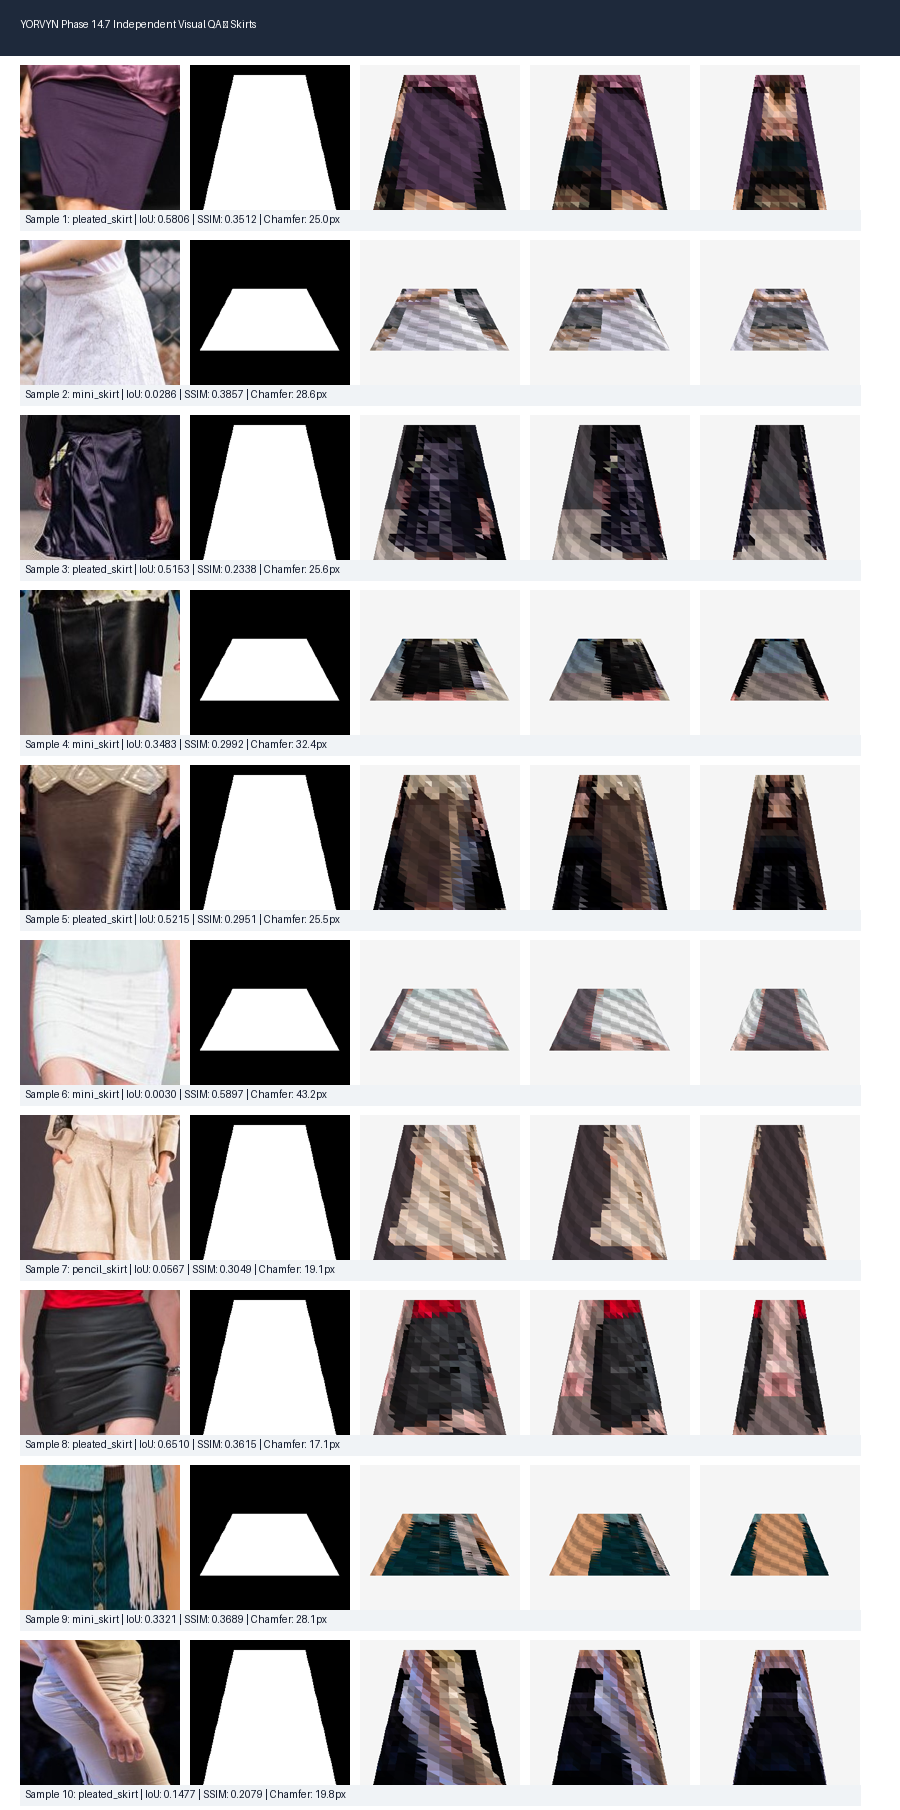 YORVYN Phase 14.7 Independent Visual QA▯ Skirts
Sample 1: pleated_skirt | IoU: 0.5806 | SSIM: 0.3512 | Chamfer: 25.0px
Sample 2: mini_skirt | IoU: 0.0286 | SSIM: 0.3857 | Chamfer: 28.6px
Sample 3: pleated_skirt | IoU: 0.5153 | SSIM: 0.2338 | Chamfer: 25.6px
Sample 4: mini_skirt | IoU: 0.3483 | SSIM: 0.2992 | Chamfer: 32.4px
Sample 5: pleated_skirt | IoU: 0.5215 | SSIM: 0.2951 | Chamfer: 25.5px
Sample 6: mini_skirt | IoU: 0.0030 | SSIM: 0.5897 | Chamfer: 43.2px
Sample 7: pencil_skirt | IoU: 0.0567 | SSIM: 0.3049 | Chamfer: 19.1px
Sample 8: pleated_skirt | IoU: 0.6510 | SSIM: 0.3615 | Chamfer: 17.1px
Sample 9: mini_skirt | IoU: 0.3321 | SSIM: 0.3689 | Chamfer: 28.1px
Sample 10: pleated_skirt | IoU: 0.1477 | SSIM: 0.2079 | Chamfer: 19.8px